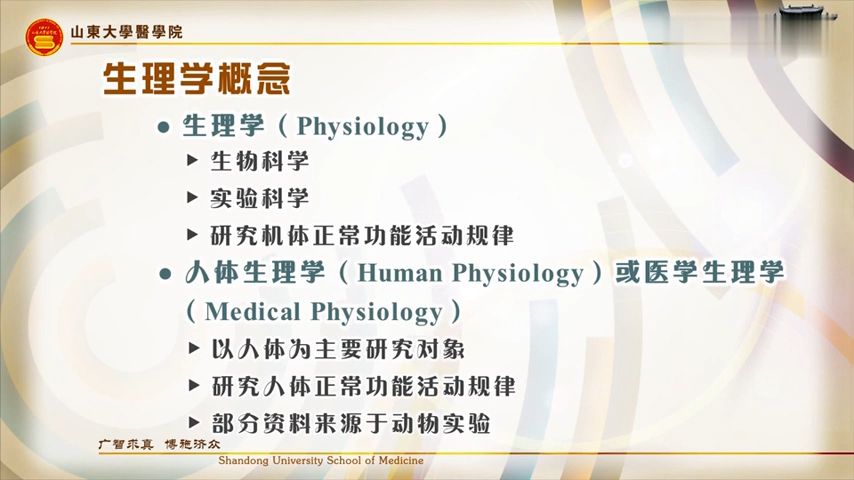 山東大學醫學院
生理学概念
● 生理学（Physiology）
▶ 生物科学
▶ 实验科学
▶ 研究机体正常功能活动规律
● 人体生理学（Human Physiology）或医学生理学
（Medical Physiology）
▶ 以人体为主要研究对象
▶ 研究人体正常功能活动规律
▶ 部分资料来源于动物实验
广智求真 博施济众
Shandong University School of Medicine